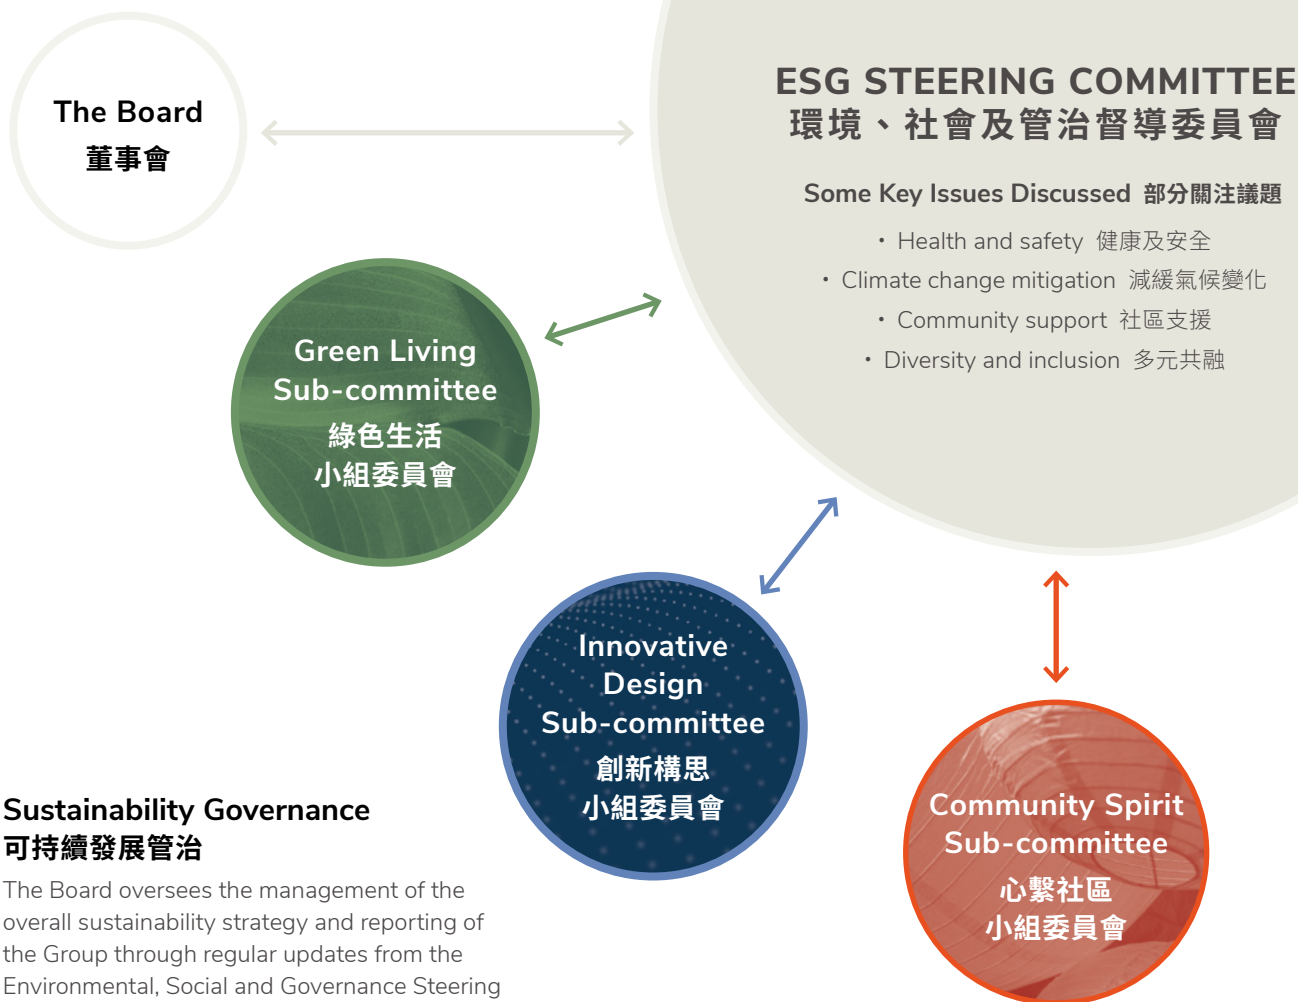 The Board
董事會
ESG STEERING COMMITTEE
環境、社會及管治督導委員會
Some Key Issues Discussed 部分關注議題
• Health and safety 健康及安全
• Climate change mitigation 減緩氣候變化
• Community support 社區支援
• Diversity and inclusion 多元共融
Green Living
Sub-committee
綠色生活
小組委員會
Innovative
Design
Sub-committee
創新構思
小組委員會
Community Spirit
Sub-committee
心繫社區
小組委員會
Sustainability Governance
可持續發展管治
The Board oversees the management of the
overall sustainability strategy and reporting of
the Group through regular updates from the
Environmental, Social and Governance Steering